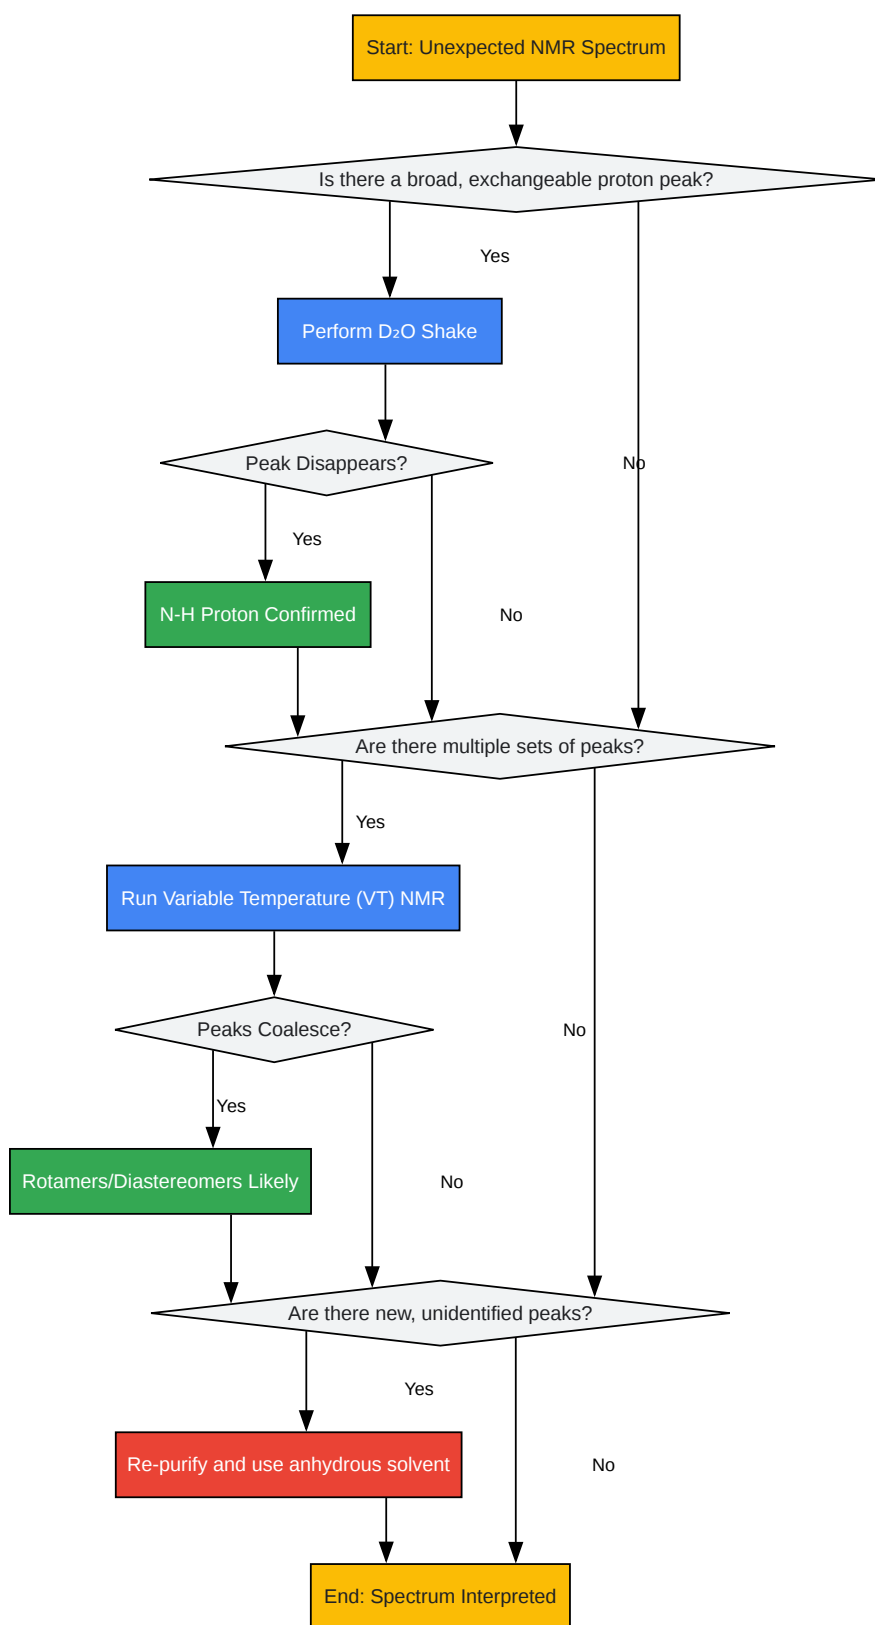 Start: Unexpected NMR Spectrum
Is there a broad, exchangeable proton peak?
Yes
Perform D₂O Shake
Peak Disappears?
No
Yes
N-H Proton Confirmed
No
Are there multiple sets of peaks?
Yes
Run Variable Temperature (VT) NMR
Peaks Coalesce?
No
Yes
Rotamers/Diastereomers Likely
No
Are there new, unidentified peaks?
Yes
Re-purify and use anhydrous solvent
No
End: Spectrum Interpreted